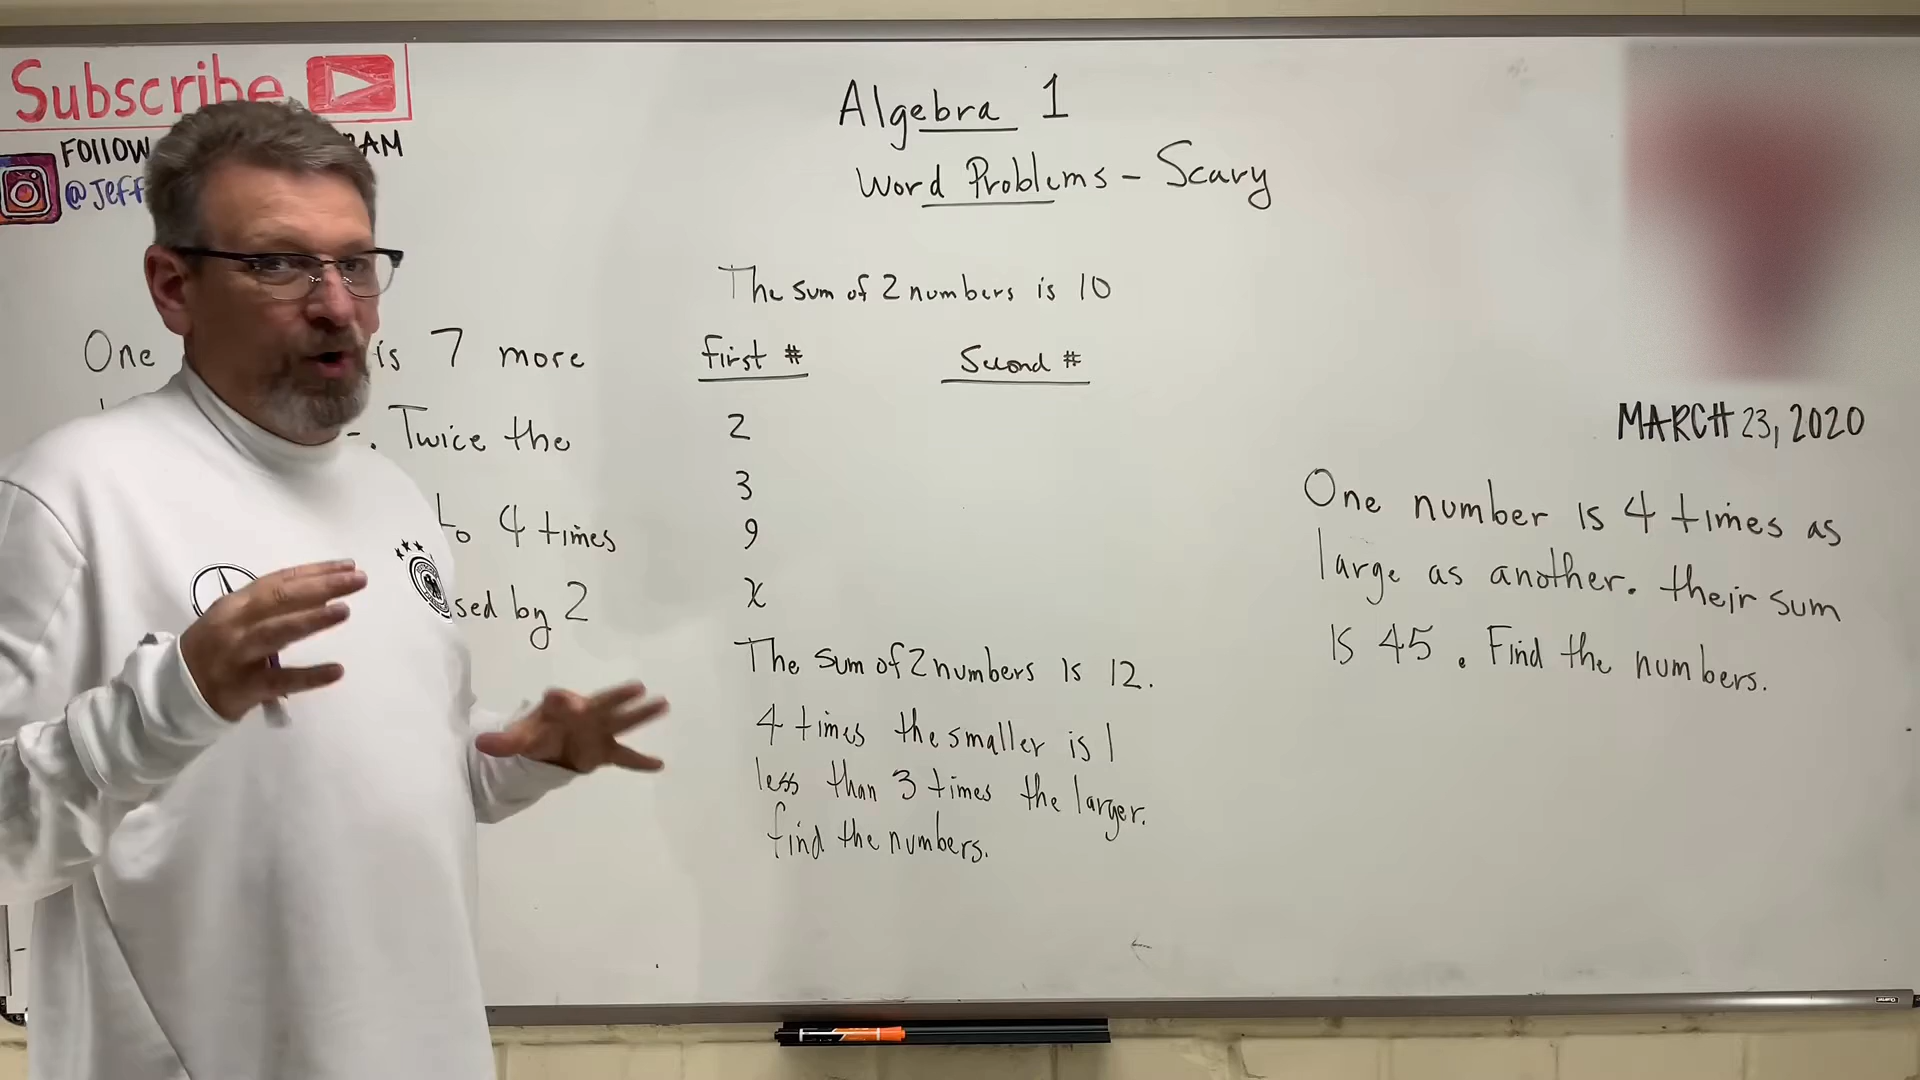 Subscribe
FOLLOW AM
@JEFF
Algebra 1
Word Problems - Scary
One is 7 more
. Twice the
to 4 times
sed by 2
The sum of 2 numbers is 10
first # Second #
2
3
9
x
The sum of 2 numbers is 12.
4 times the smaller is 1
less than 3 times the larger.
find the numbers.
MARCH 23, 2020
One number is 4 times as
large as another. their sum
is 45. Find the numbers.